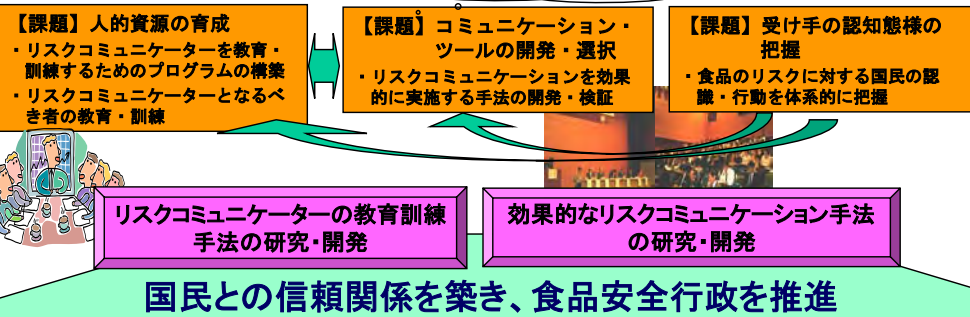 【課題】人的資源の育成
・リスクコミュニケーターを教育・
訓練するためのプログラムの構築
・リスクコミュニケーターとなるべ
き者の教育・訓練
【課題】コミュニケーション・
ツールの開発・選択
・リスクコミュニケーションを効果
的に実施する手法の開発・検証
【課題】受け手の認知態様の
把握
・食品のリスクに対する国民の認
識・行動を体系的に把握
リスクコミュニケーターの教育訓練
手法の研究・開発
効果的なリスクコミュニケーション手法
の研究・開発
国民との信頼関係を築き、食品安全行政を推進